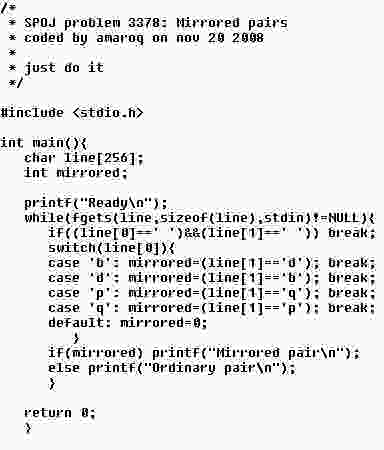 /*
 * SPOJ problem 3378: Mirrored pairs
 * coded by amaroq on nov 20 2008
 *
 * just do it
 */

#include <stdio.h>

int main(){
   char line[256];
   int mirrored;

   printf("Ready\n");
   while(fgets(line,sizeof(line),stdin)!=NULL){
      if((line[0]==' ')&&(line[1]==' ')) break;
      switch(line[0]){
      case 'b': mirrored=(line[1]=='d'); break;
      case 'd': mirrored=(line[1]=='b'); break;
      case 'p': mirrored=(line[1]=='q'); break;
      case 'q': mirrored=(line[1]=='p'); break;
      default: mirrored=0;
         }
      if(mirrored) printf("Mirrored pair\n");
      else printf("Ordinary pair\n");
      }

   return 0;
   }